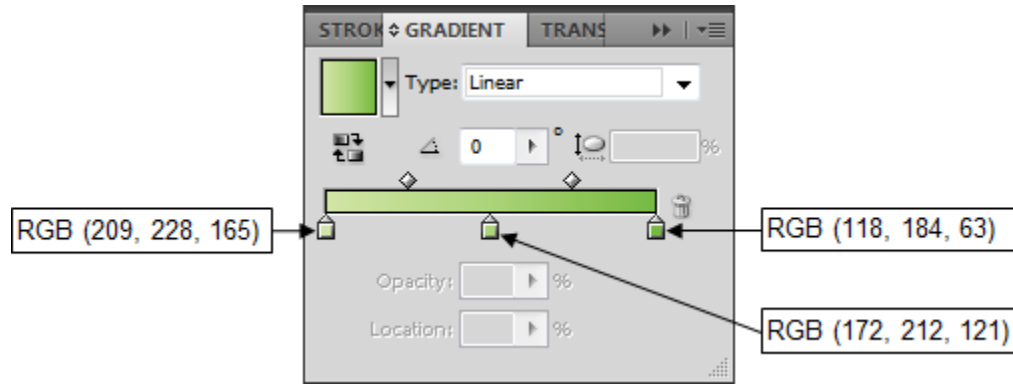 STROK GRADIENT TRANS
Type: Linear
0 ° %
RGB (209, 228, 165)
RGB (118, 184, 63)
Opacity: %
Location: %
RGB (172, 212, 121)